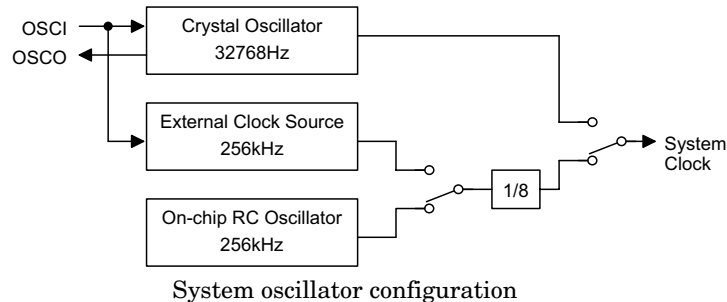 OSCI
OSCO
Crystal Oscillator
32768Hz
External Clock Source
256kHz
On-chip RC Oscillator
256kHz
1/8
System
Clock
System oscillator configuration